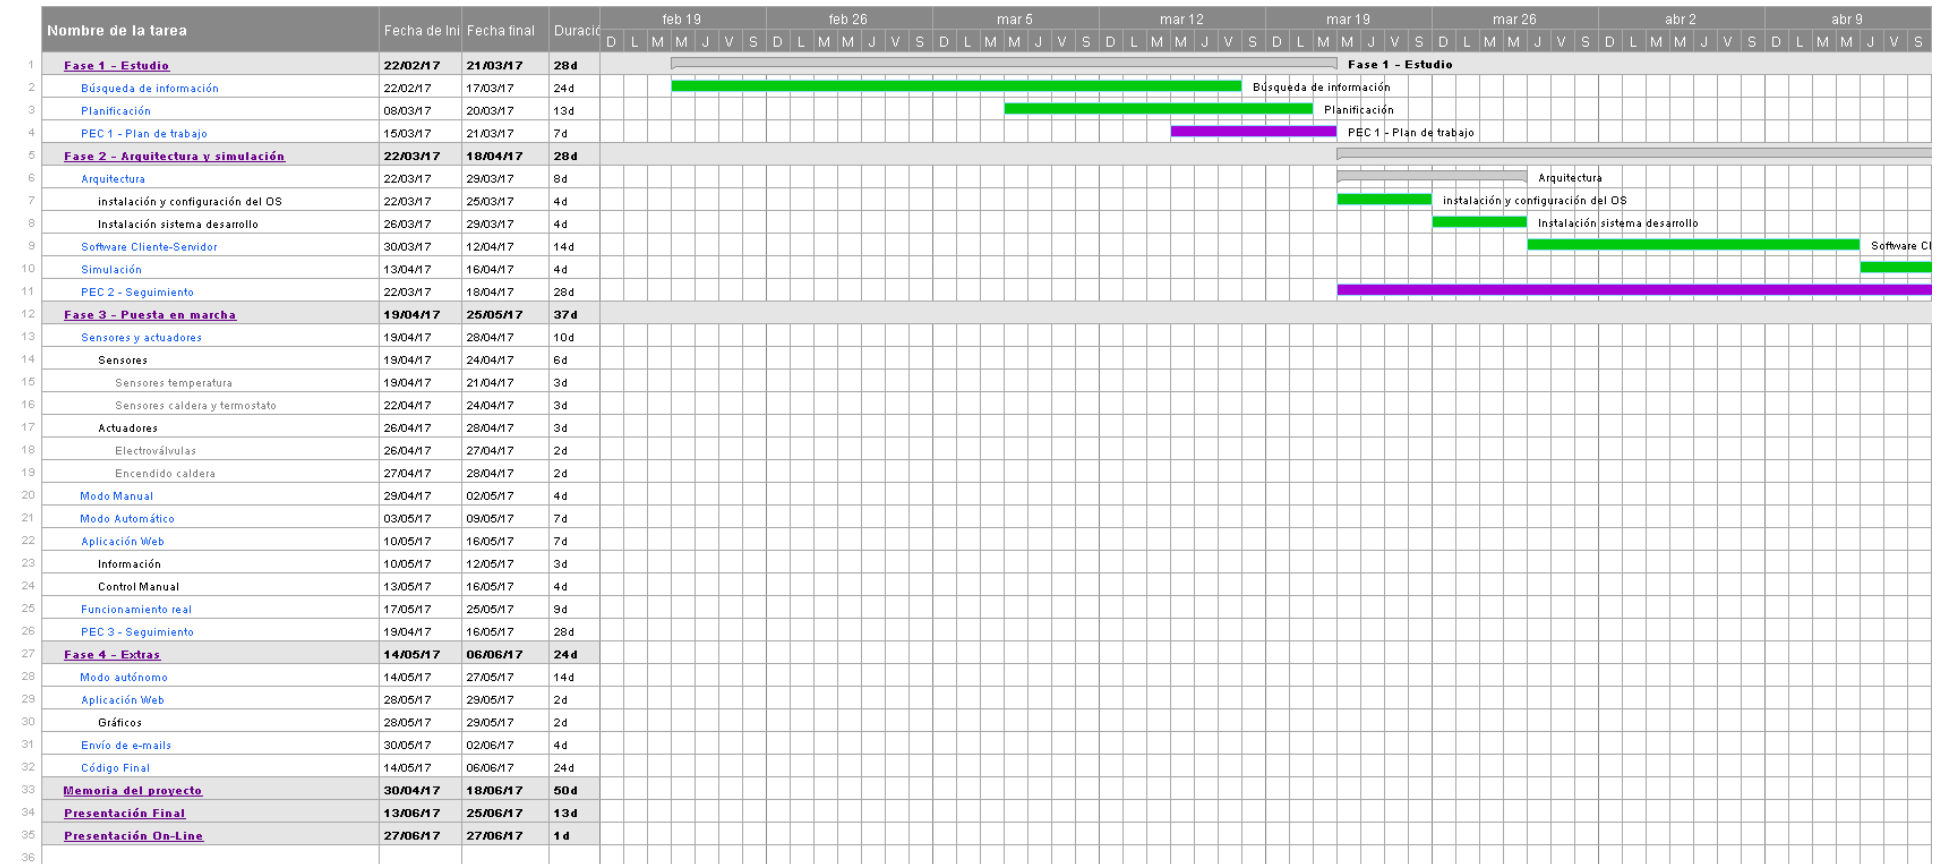 feb 19 feb 26 mar 5 mar 12 mar 19 mar 26 abr 2 abr 9
Nombre de la tarea Fecha de Ini Fecha final Duració
D L M M J V S D L M M J V S D L M M J V S D L M M J V S D L M M J V S D L M M J V S D L M M J V S D L M M J V S
1 Fase 1 - Estudio 22/02/17 21/03/17 28d Fase 1 - Estudio
2 Búsqueda de información 22/02/17 17/03/17 24d Búsqueda de información
3 Planificación 08/03/17 20/03/17 13d Planificación
4 PEC 1 - Plan de trabajo 15/03/17 21/03/17 7d PEC 1 - Plan de trabajo
5 Fase 2 - Arquitectura y simulación 22/03/17 18/04/17 28d
6 Arquitectura 22/03/17 29/03/17 8d Arquitectura
7 instalación y configuración del OS 22/03/17 25/03/17 4d instalación y configuración del OS
8 Instalación sistema desarrollo 26/03/17 29/03/17 4d Instalación sistema desarrollo
9 Software Cliente-Servidor 30/03/17 12/04/17 14d Software Cl
10 Simulación 13/04/17 16/04/17 4d
11 PEC 2 - Seguimiento 22/03/17 18/04/17 28d
12 Fase 3 - Puesta en marcha 19/04/17 25/05/17 37d
13 Sensores y actuadores 19/04/17 28/04/17 10d
14 Sensores 19/04/17 24/04/17 6d
15 Sensores temperatura 19/04/17 21/04/17 3d
16 Sensores caldera y termostato 22/04/17 24/04/17 3d
17 Actuadores 26/04/17 28/04/17 3d
18 Electroválvulas 26/04/17 27/04/17 2d
19 Encendido caldera 27/04/17 28/04/17 2d
20 Modo Manual 29/04/17 02/05/17 4d
21 Modo Automático 03/05/17 09/05/17 7d
22 Aplicación Web 10/05/17 16/05/17 7d
23 Información 10/05/17 12/05/17 3d
24 Control Manual 13/05/17 16/05/17 4d
25 Funcionamiento real 17/05/17 25/05/17 9d
26 PEC 3 - Seguimiento 19/04/17 16/05/17 28d
27 Fase 4 - Extras 14/05/17 06/06/17 24d
28 Modo autónomo 14/05/17 27/05/17 14d
29 Aplicación Web 28/05/17 29/05/17 2d
30 Gráficos 28/05/17 29/05/17 2d
31 Envío de e-mails 30/05/17 02/06/17 4d
32 Código Final 14/05/17 06/06/17 24d
33 Memoria del proyecto 30/04/17 18/06/17 50d
34 Presentación Final 13/06/17 25/06/17 13d
35 Presentación On-Line 27/06/17 27/06/17 1d
36